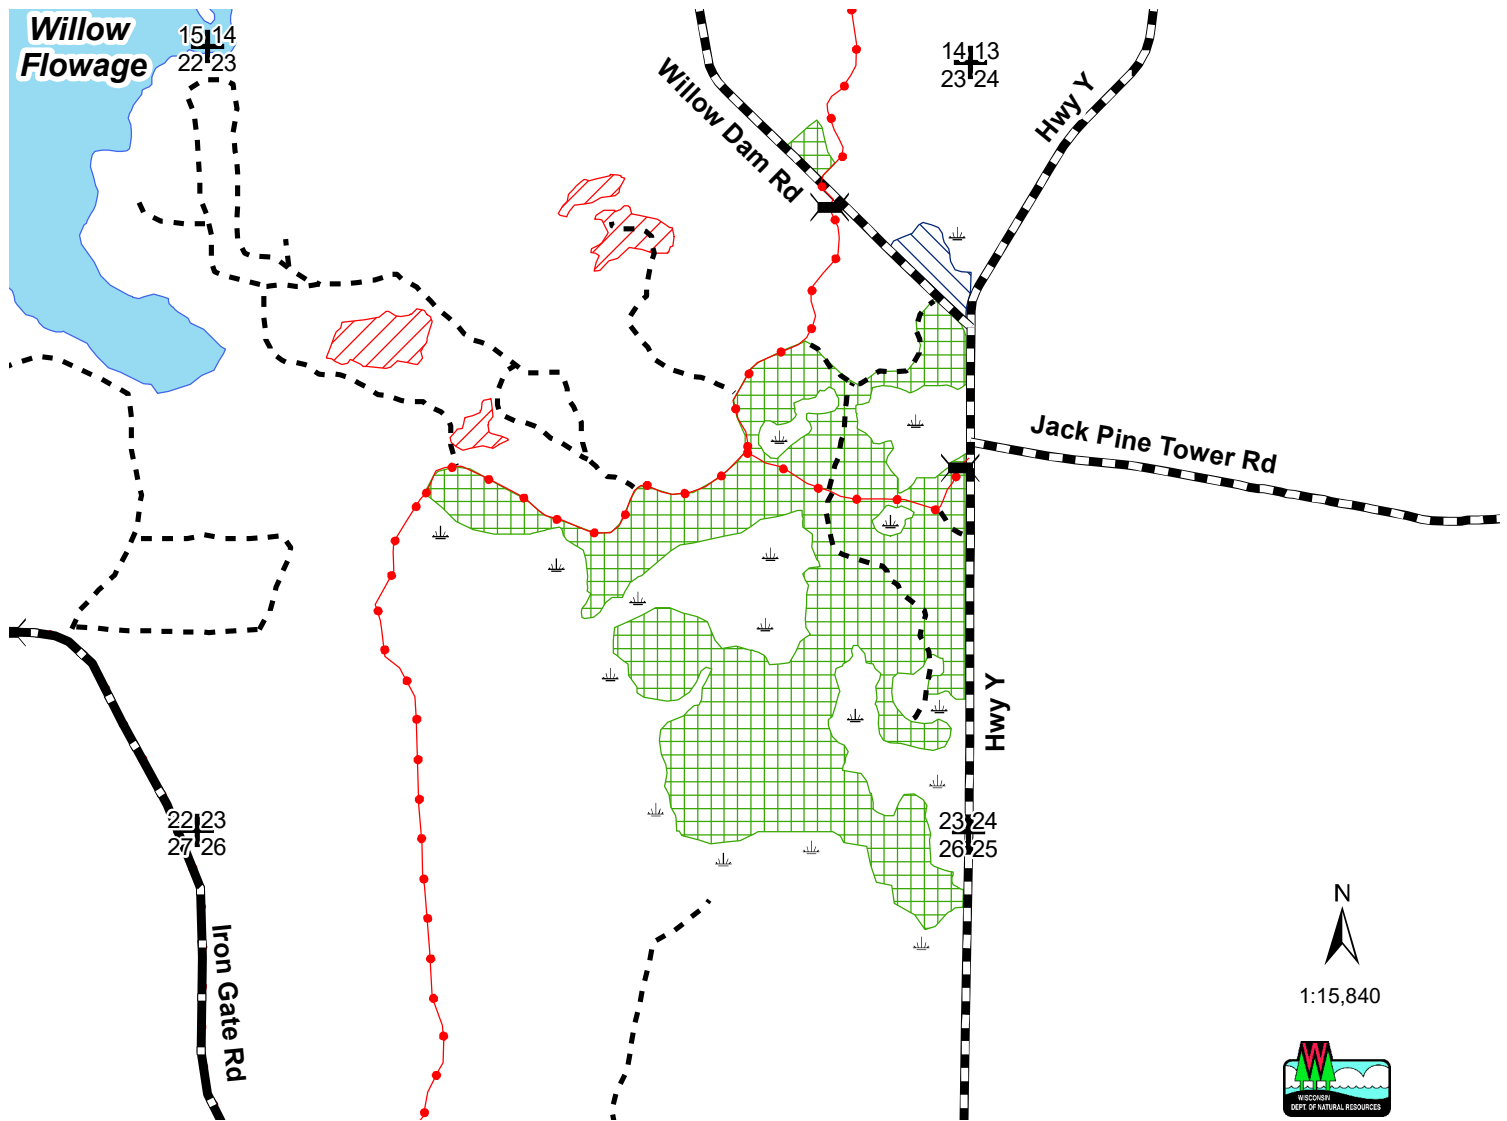 Willow
Flowage
15 14
22 23
14 13
23 24
Willow Dam Rd
Hwy Y
Jack Pine Tower Rd
Hwy Y
22 23
27 26
23 24
26 25
Iron Gate Rd
N
1:15,840
W
WISCONSIN
DEPT. OF NATURAL RESOURCES